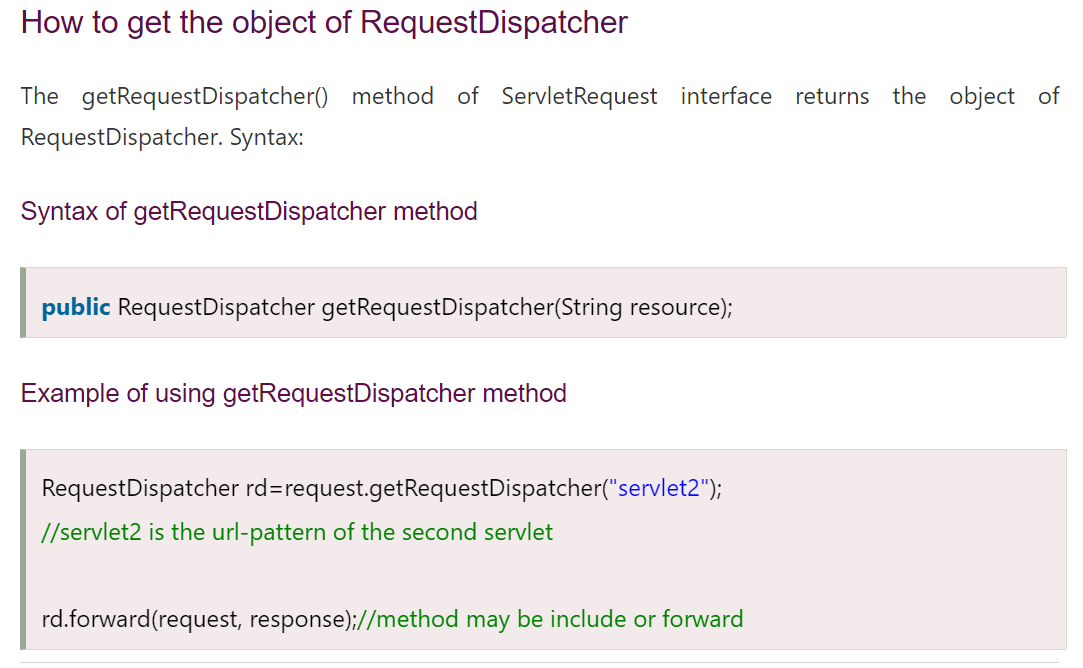 How to get the object of RequestDispatcher
The getRequestDispatcher() method of ServletRequest interface returns the object of
RequestDispatcher. Syntax:
Syntax of getRequestDispatcher method
public RequestDispatcher getRequestDispatcher(String resource);
Example of using getRequestDispatcher method
RequestDispatcher rd=request.getRequestDispatcher("servlet2");
//servlet2 is the url-pattern of the second servlet
rd.forward(request, response);//method may be include or forward